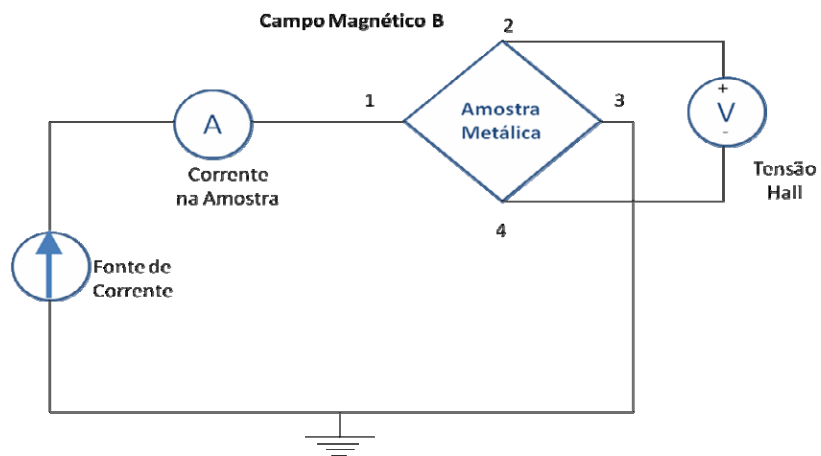 Campo Magnético B
2
1
Amostra
Metálica
3
+
V
-
A
Corrente
na Amostra
Tensão
Hall
4
Fonte de
Corrente